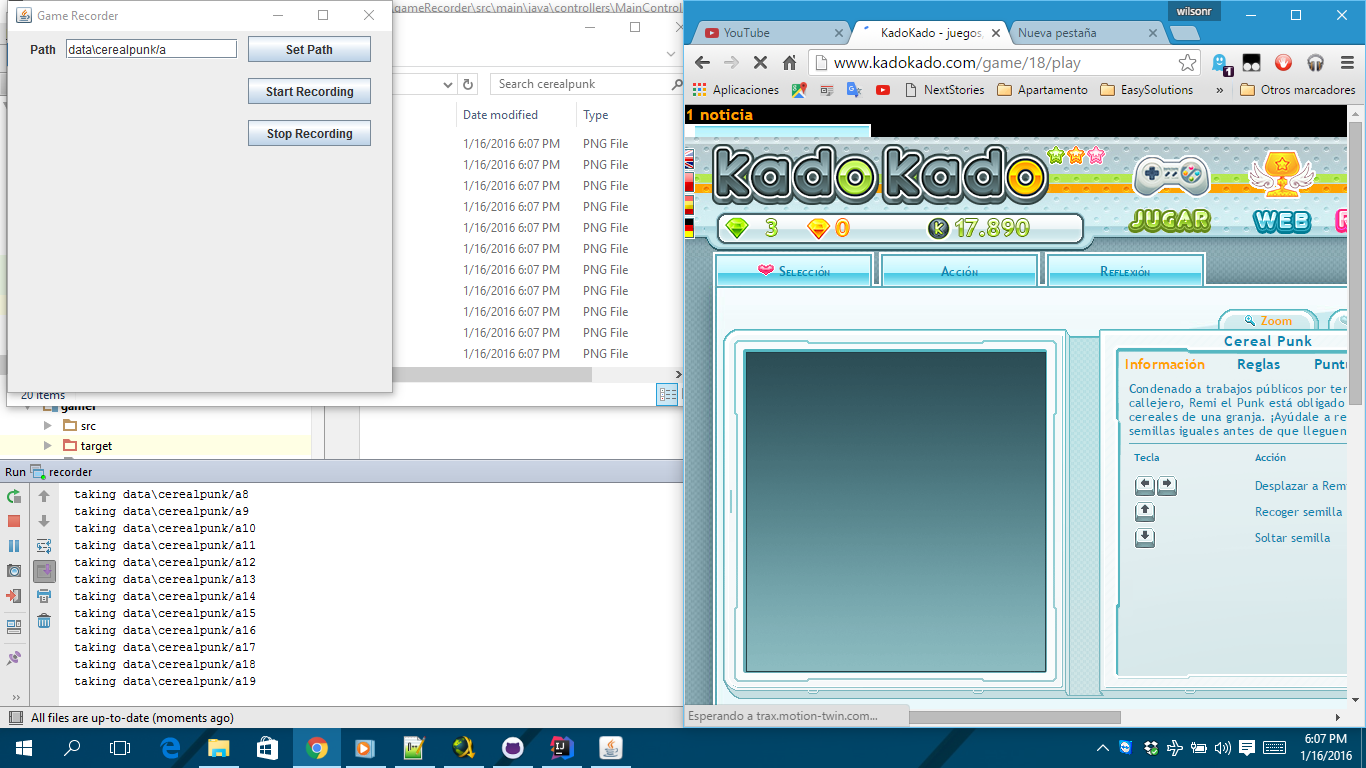 Game Recorder
Path data\cerealpunk/a Set Path
Start Recording
Stop Recording
gameRecorder\src\main\java\controllers\MainControl
Search cerealpunk
Date modified Type
1/16/2016 6:07 PM PNG File
1/16/2016 6:07 PM PNG File
1/16/2016 6:07 PM PNG File
1/16/2016 6:07 PM PNG File
1/16/2016 6:07 PM PNG File
1/16/2016 6:07 PM PNG File
1/16/2016 6:07 PM PNG File
1/16/2016 6:07 PM PNG File
1/16/2016 6:07 PM PNG File
1/16/2016 6:07 PM PNG File
1/16/2016 6:07 PM PNG File
20 items
gamer
src
target
Run recorder
taking data\cerealpunk/a8
taking data\cerealpunk/a9
taking data\cerealpunk/a10
taking data\cerealpunk/a11
taking data\cerealpunk/a12
taking data\cerealpunk/a13
taking data\cerealpunk/a14
taking data\cerealpunk/a15
taking data\cerealpunk/a16
taking data\cerealpunk/a17
taking data\cerealpunk/a18
taking data\cerealpunk/a19
All files are up-to-date (moments ago)
wilsonr
YouTube KadoKado - juegos, Nueva pestaña
www.kadokado.com/game/18/play
1
Aplicaciones NextStories Apartamento EasySolutions » Otros marcadores
1 noticia
KadoKado
JUGAR WEB
3 0 K 17.890
Selección Acción Reflexión
Zoom
Cereal Punk
Información Reglas Punt
Condenado a trabajos públicos por ter
callejero, Remi el Punk está obligado
cereales de una granja. ¡Ayúdale a re
semillas iguales antes de que lleguen
Tecla Acción
Desplazar a Remi
Recoger semilla
Soltar semilla
Esperando a trax.motion-twin.com...
6:07 PM
1/16/2016